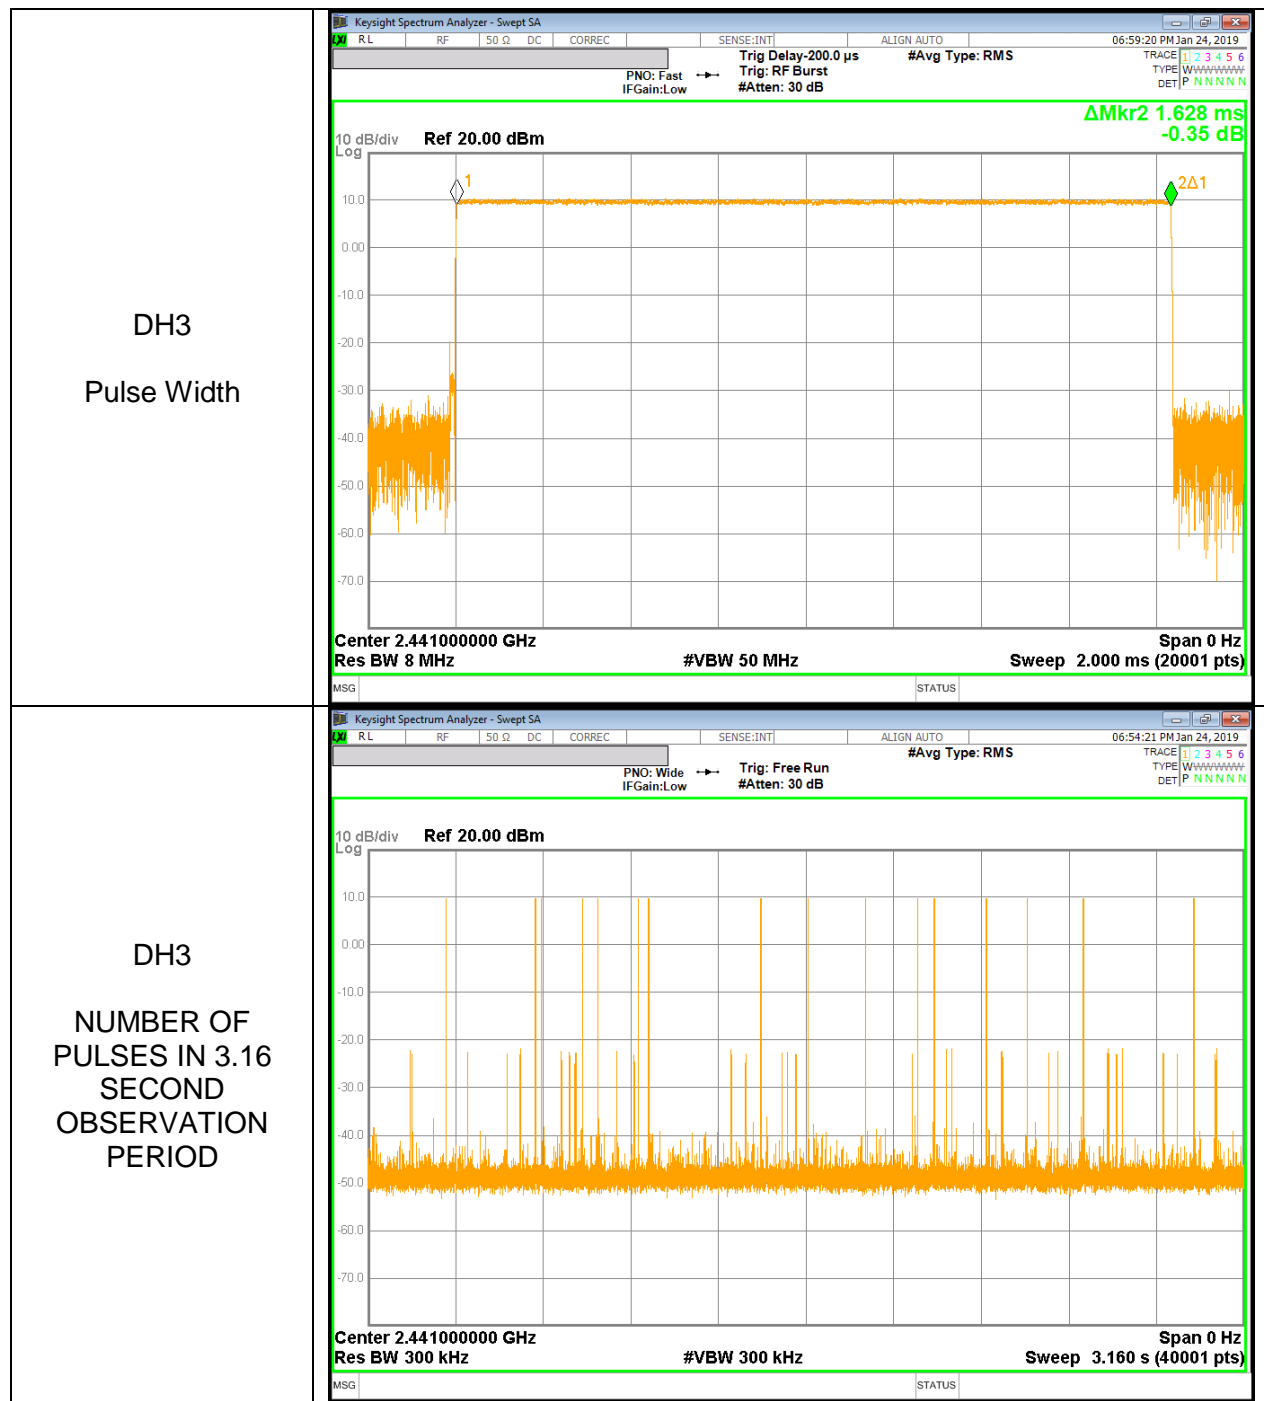 DH3
Pulse Width
Keysight Spectrum Analyzer - Swept SA
LXI RL RF 50 Ω DC CORREC SENSE:INT ALIGN AUTO 06:59:20 PM Jan 24, 2019
Trig Delay-200.0 µs #Avg Type: RMS TRACE 1 2 3 4 5 6
PNO: Fast Trig: RF Burst TYPE WWWWWW
IFGain:Low #Atten: 30 dB DET P N N N N N
ΔMkr2 1.628 ms
-0.35 dB
10 dB/div Ref 20.00 dBm
Log
1
2Δ1
10.0
0.00
-10.0
-20.0
-30.0
-40.0
-50.0
-60.0
-70.0
Center 2.441000000 GHz Span 0 Hz
Res BW 8 MHz #VBW 50 MHz Sweep 2.000 ms (20001 pts)
MSG STATUS
DH3
NUMBER OF
PULSES IN 3.16
SECOND
OBSERVATION
PERIOD
Keysight Spectrum Analyzer - Swept SA
LXI RL RF 50 Ω DC CORREC SENSE:INT ALIGN AUTO 06:54:21 PM Jan 24, 2019
#Avg Type: RMS TRACE 1 2 3 4 5 6
PNO: Wide Trig: Free Run TYPE WWWWWW
IFGain:Low #Atten: 30 dB DET P N N N N N
10 dB/div Ref 20.00 dBm
Log
10.0
0.00
-10.0
-20.0
-30.0
-40.0
-50.0
-60.0
-70.0
Center 2.441000000 GHz Span 0 Hz
Res BW 300 kHz #VBW 300 kHz Sweep 3.160 s (40001 pts)
MSG STATUS